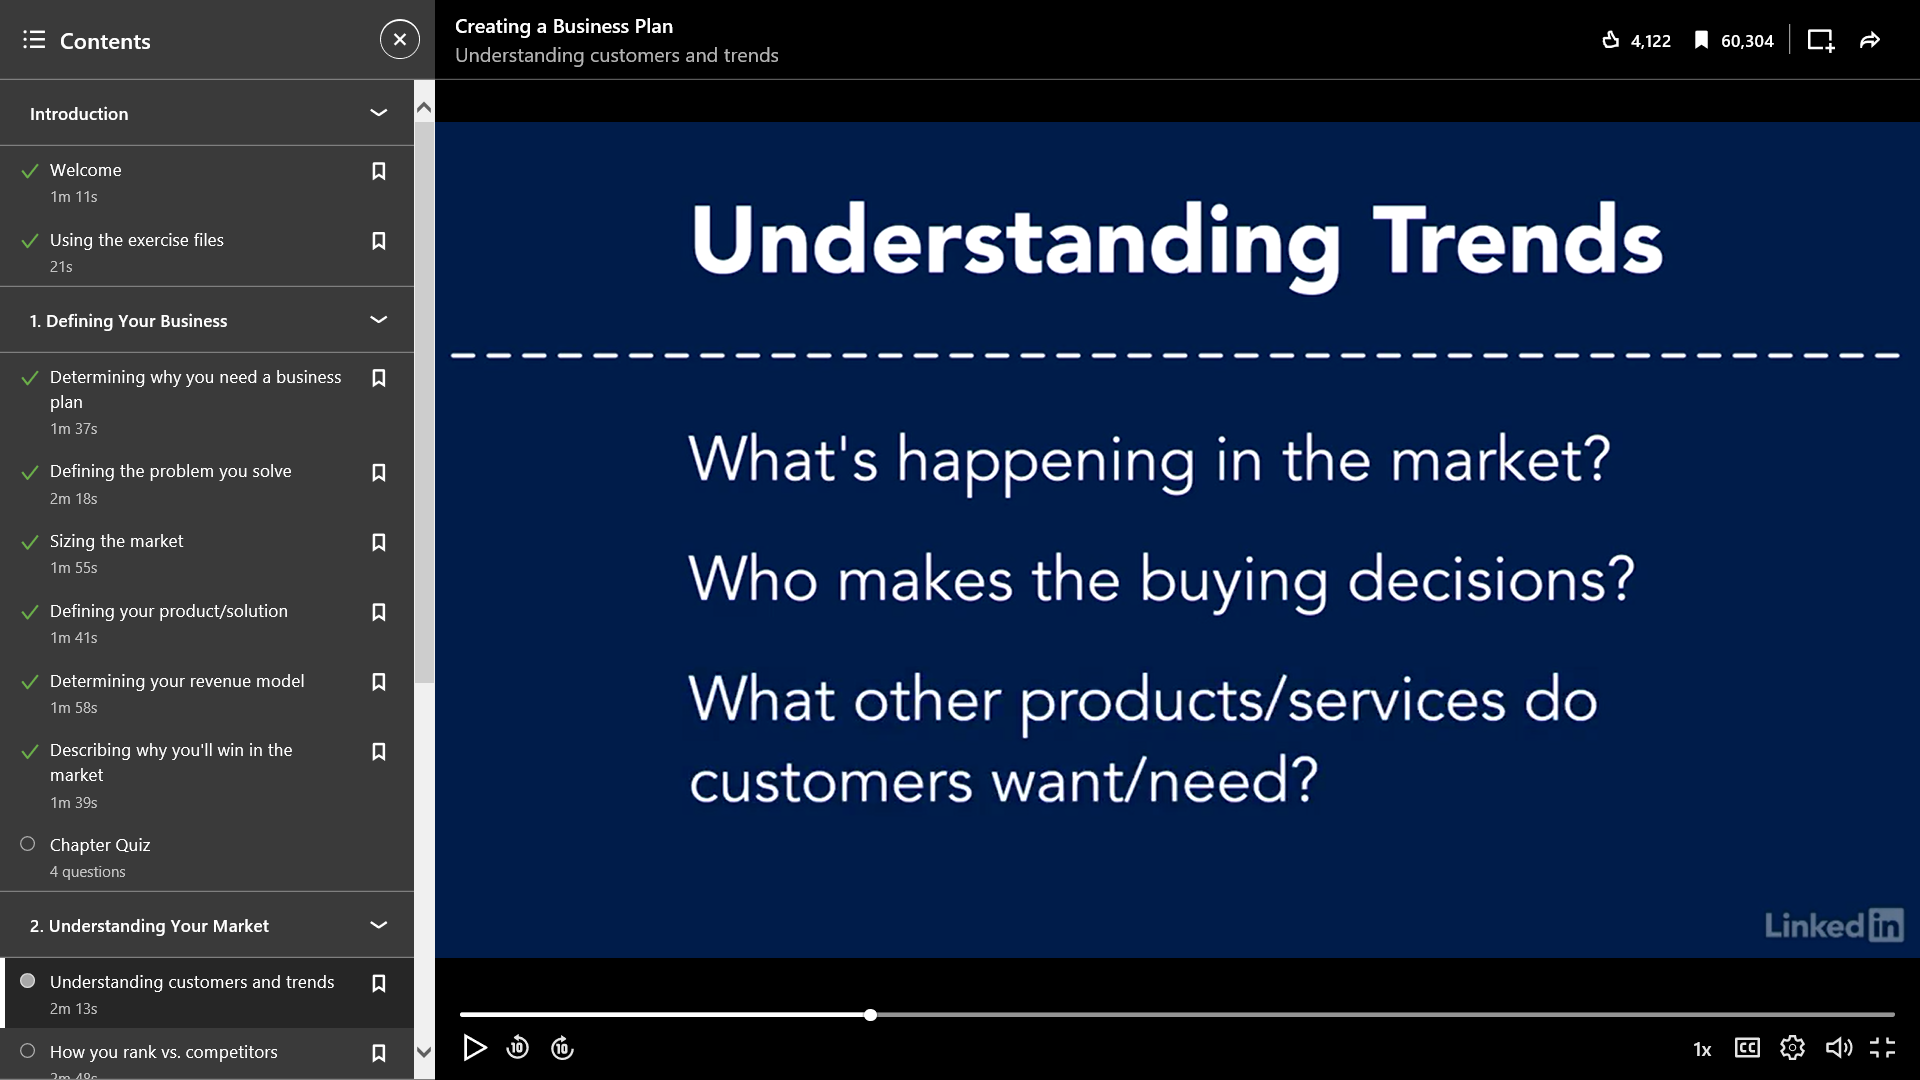 Contents
Introduction
Welcome
1m 11s
Using the exercise files
21s
1. Defining Your Business
Determining why you need a business
plan
1m 37s
Defining the problem you solve
2m 18s
Sizing the market
1m 55s
Defining your product/solution
1m 41s
Determining your revenue model
1m 58s
Describing why you'll win in the
market
1m 39s
Chapter Quiz
4 questions
2. Understanding Your Market
Understanding customers and trends
2m 13s
How you rank vs. competitors
2m 48s
Creating a Business Plan
Understanding customers and trends
4,122
60,304
Understanding Trends
What's happening in the market?
Who makes the buying decisions?
What other products/services do
customers want/need?
Linked in
10
10
1x
CC